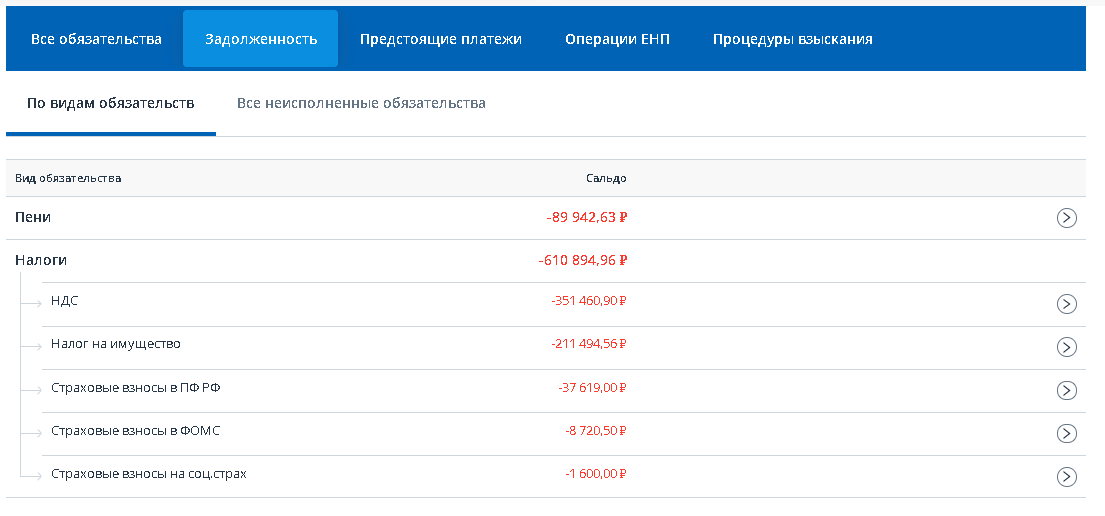 Все обязательства Задолженность Предстоящие платежи Операции ЕНП Процедуры взыскания
По видам обязательств Все неисполненные обязательства
Вид обязательства Сальдо
Пени -89 942,63 ₽
Налоги -610 894,96 ₽
НДС -351 460,90 ₽
Налог на имущество -211 494,56 ₽
Страховые взносы в ПФ РФ -37 619,00 ₽
Страховые взносы в ФОМС -8 720,50 ₽
Страховые взносы на соц.страх -1 600,00 ₽